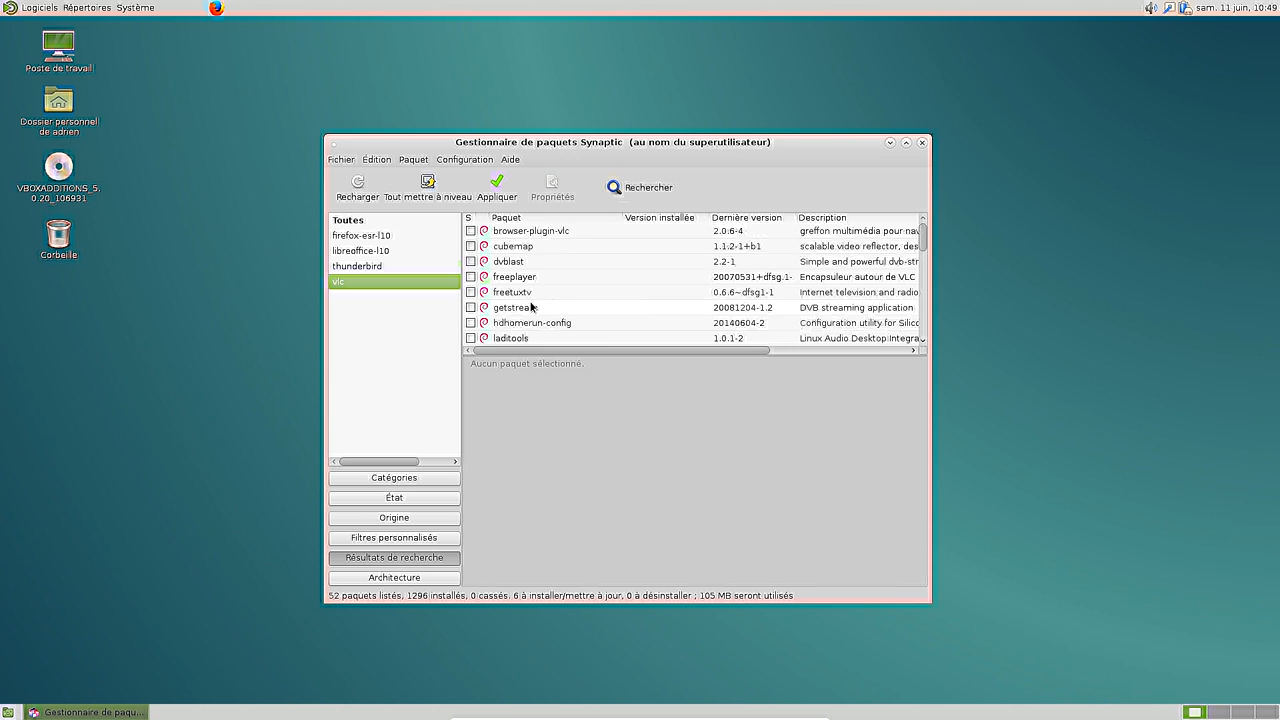 Logiciels Répertoires Système
sam. 11 juin, 10:49
Poste de travail
Dossier personnel
de adrien
VBOXADDITIONS_5.
0.20_106931
Corbeille
Gestionnaire de paquets Synaptic (au nom du superutilisateur)
Fichier Édition Paquet Configuration Aide
Recharger Tout mettre à niveau Appliquer Propriétés Rechercher
Toutes
firefox-esr-l10
libreoffice-l10
thunderbird
vlc
S Paquet Version installée Dernière version Description
browser-plugin-vlc 2.0.6-4 greffon multimédia pour nav
cubemap 1.1.2-1+b1 scalable video reflector, des
dvblast 2.2-1 Simple and powerful dvb-str
freeplayer 20070531+dfsg.1- Encapsuleur autour de VLC
freetuxtv 0.6.6~dfsg1-1 Internet television and radio
getstream 20081204-1.2 DVB streaming application
hdhomerun-config 20140604-2 Configuration utility for Silico
laditools 1.0.1-2 Linux Audio Desktop Integra
Aucun paquet sélectionné.
Catégories
État
Origine
Filtres personnalisés
Résultats de recherche
Architecture
52 paquets listés, 1296 installés, 0 cassés. 6 à installer/mettre à jour, 0 à désinstaller ; 105 MB seront utilisés
Gestionnaire de paqu...